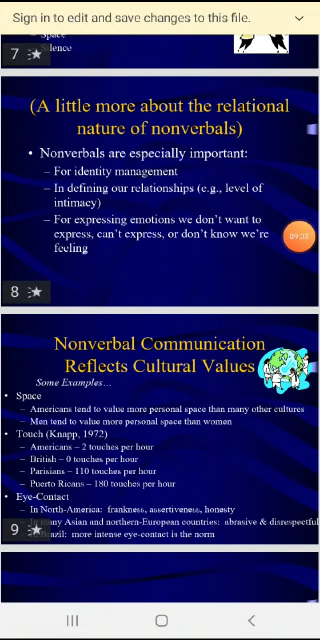 Sign in to edit and save changes to this file.
– Space
Silence
7
(A little more about the relational
nature of nonverbals)
• Nonverbals are especially important:
– For identity management
– In defining our relationships (e.g., level of
intimacy)
– For expressing emotions we don't want to
express, can't express, or don't know we're
feeling
8
Nonverbal Communication
Reflects Cultural Values
Some Examples…
• Space
– Americans tend to value more personal space than many other cultures
– Men tend to value more personal space than women
• Touch (Knapp, 1972)
– Americans – 2 touches per hour
– British – 0 touches per hour
– Parisians – 110 touches per hour
– Puerto Ricans – 180 touches per hour
• Eye-Contact
– In North-America: frankness, assertiveness, honesty
In many Asian and northern-European countries: abrasive & disrespectful
Brazil: more intense eye-contact is the norm
9